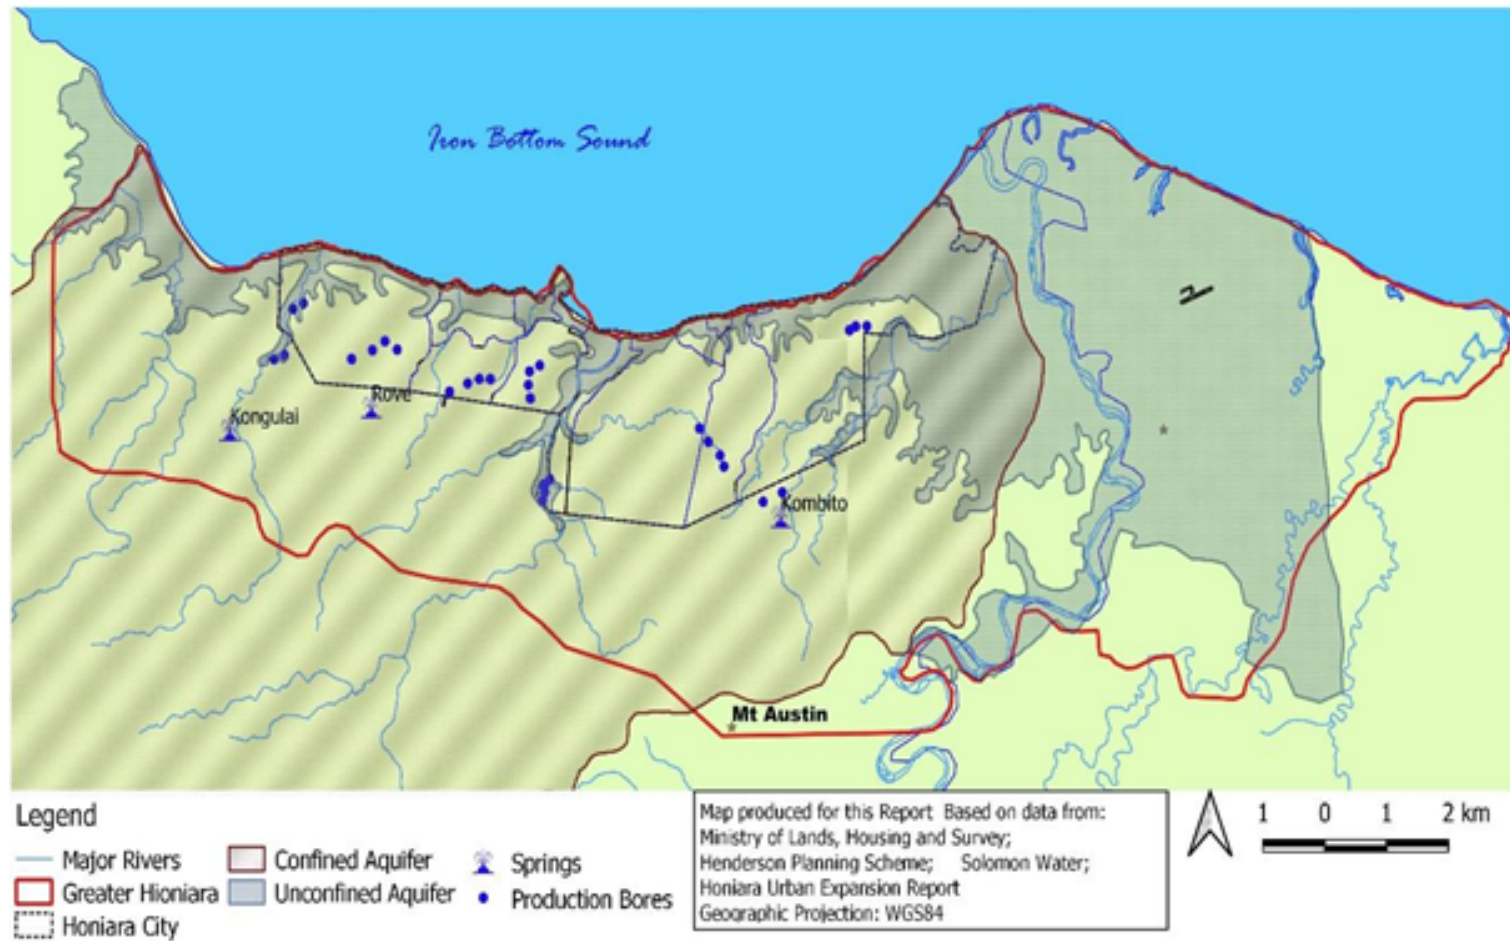 Iron Bottom Sound
Kongulai
Rove
Kombito
Mt Austin
Legend
Major Rivers
Greater Hioniara
Honiara City
Confined Aquifer
Unconfined Aquifer
Springs
Production Bores
Map produced for this Report Based on data from:
Ministry of Lands, Housing and Survey;
Henderson Planning Scheme; Solomon Water;
Honiara Urban Expansion Report
Geographic Projection: WGS84
1 0 1 2 km